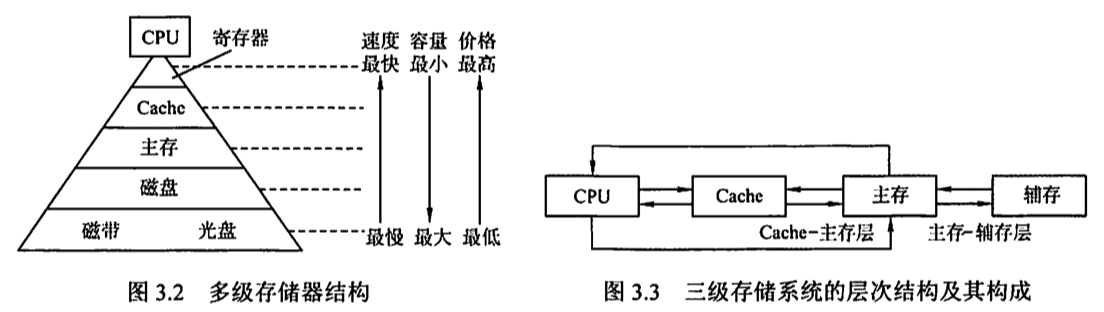 CPU
寄存器
速度 容量 价格
最快 最小 最高
Cache
主存
磁盘
磁带 光盘
最慢 最大 最低
图 3.2 多级存储器结构
CPU
Cache
主存
辅存
Cache-主存层
主存-辅存层
图 3.3 三级存储系统的层次结构及其构成